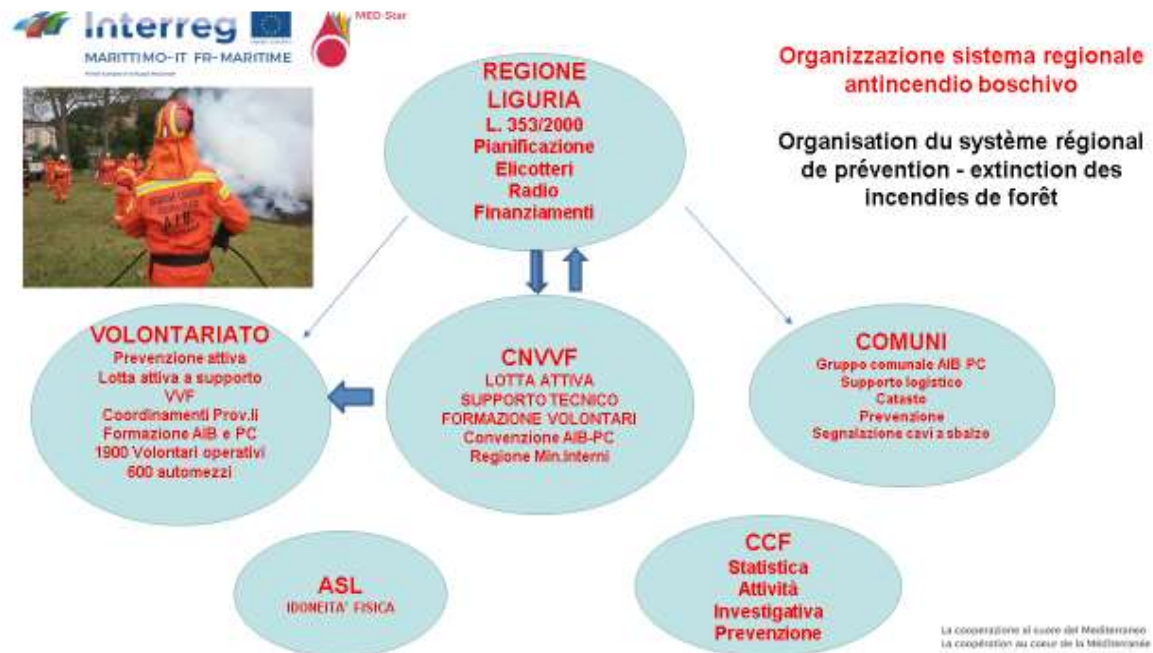 Interreg
MARITTIMO-IT FR-MARITIME
MED-Star
Organizzazione sistema regionale
antincendio boschivo
Organisation du système régional
de prévention - extinction des
incendies de forêt
REGIONE
LIGURIA
L. 353/2000
Pianificazione
Elicotteri
Radio
Finanziamenti
VOLONTARIATO
Prevenzione attiva
Lotta attiva a supporto
VVF
Coordinamenti Prov.li
Formazione AIB e PC
1900 Volontari operativi
600 automezzi
CNVVF
LOTTA ATTIVA
SUPPORTO TECNICO
FORMAZIONE VOLONTARI
Convenzione AIB-PC
Regione Min.Interni
COMUNI
Gruppo comunale AIB-PC
Supporto logistico
Catasto
Prevenzione
Segnalazione cavi a sbalzo
ASL
IDONEITA' FISICA
CCF
Statistica
Attività
Investigativa
Prevenzione
La cooperazione al cuore del Mediterraneo
La coopération au coeur de la Méditerranée